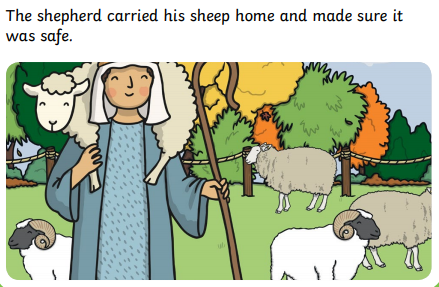 The shepherd carried his sheep home and made sure it
was safe.